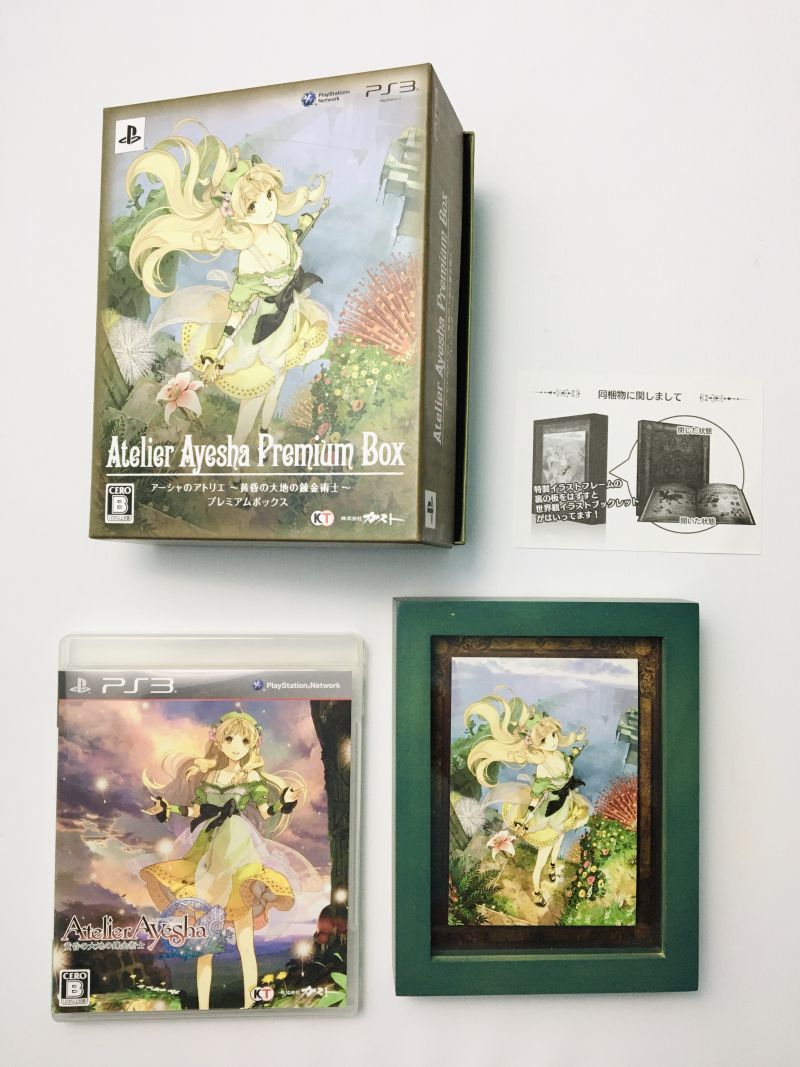 PlayStation®
Network
PS3
PlayStation 3
Atelier Ayesha Premium Box
アーシャのアトリエ ～黄昏の大地の錬金術士～
プレミアムボックス
CERO
B
KT
株式会社ガスト
Atelier Ayesha Premium Box
同梱物に関しまして
閉じた状態
特製イラストフレームの
裏の板をはずすと
世界観イラストブックレット
がはいってます！
開いた状態
PS3
PlayStation®Network
Atelier Ayesha
黄昏の大地の錬金術士
CERO
B
KT
株式会社ガスト